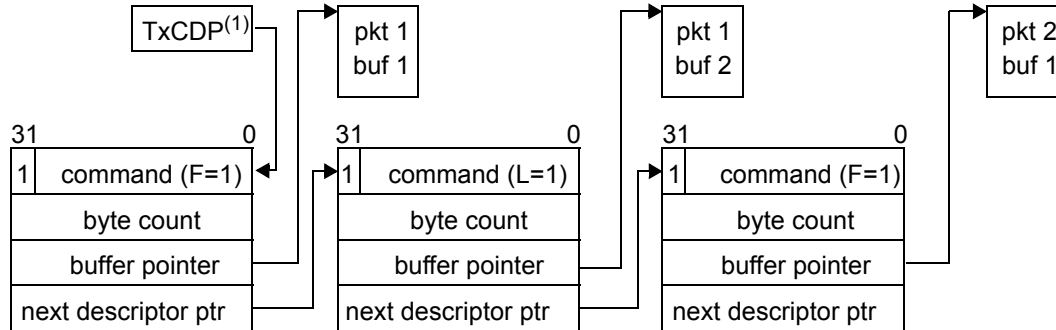 TxCDP(1)
pkt 1
buf 1
pkt 1
buf 2
pkt 2
buf 1
31 0 31 0 31 0
1 command (F=1) 1 command (L=1) 1 command (F=1)
byte count byte count byte count
buffer pointer buffer pointer buffer pointer
next descriptor ptr next descriptor ptr next descriptor ptr